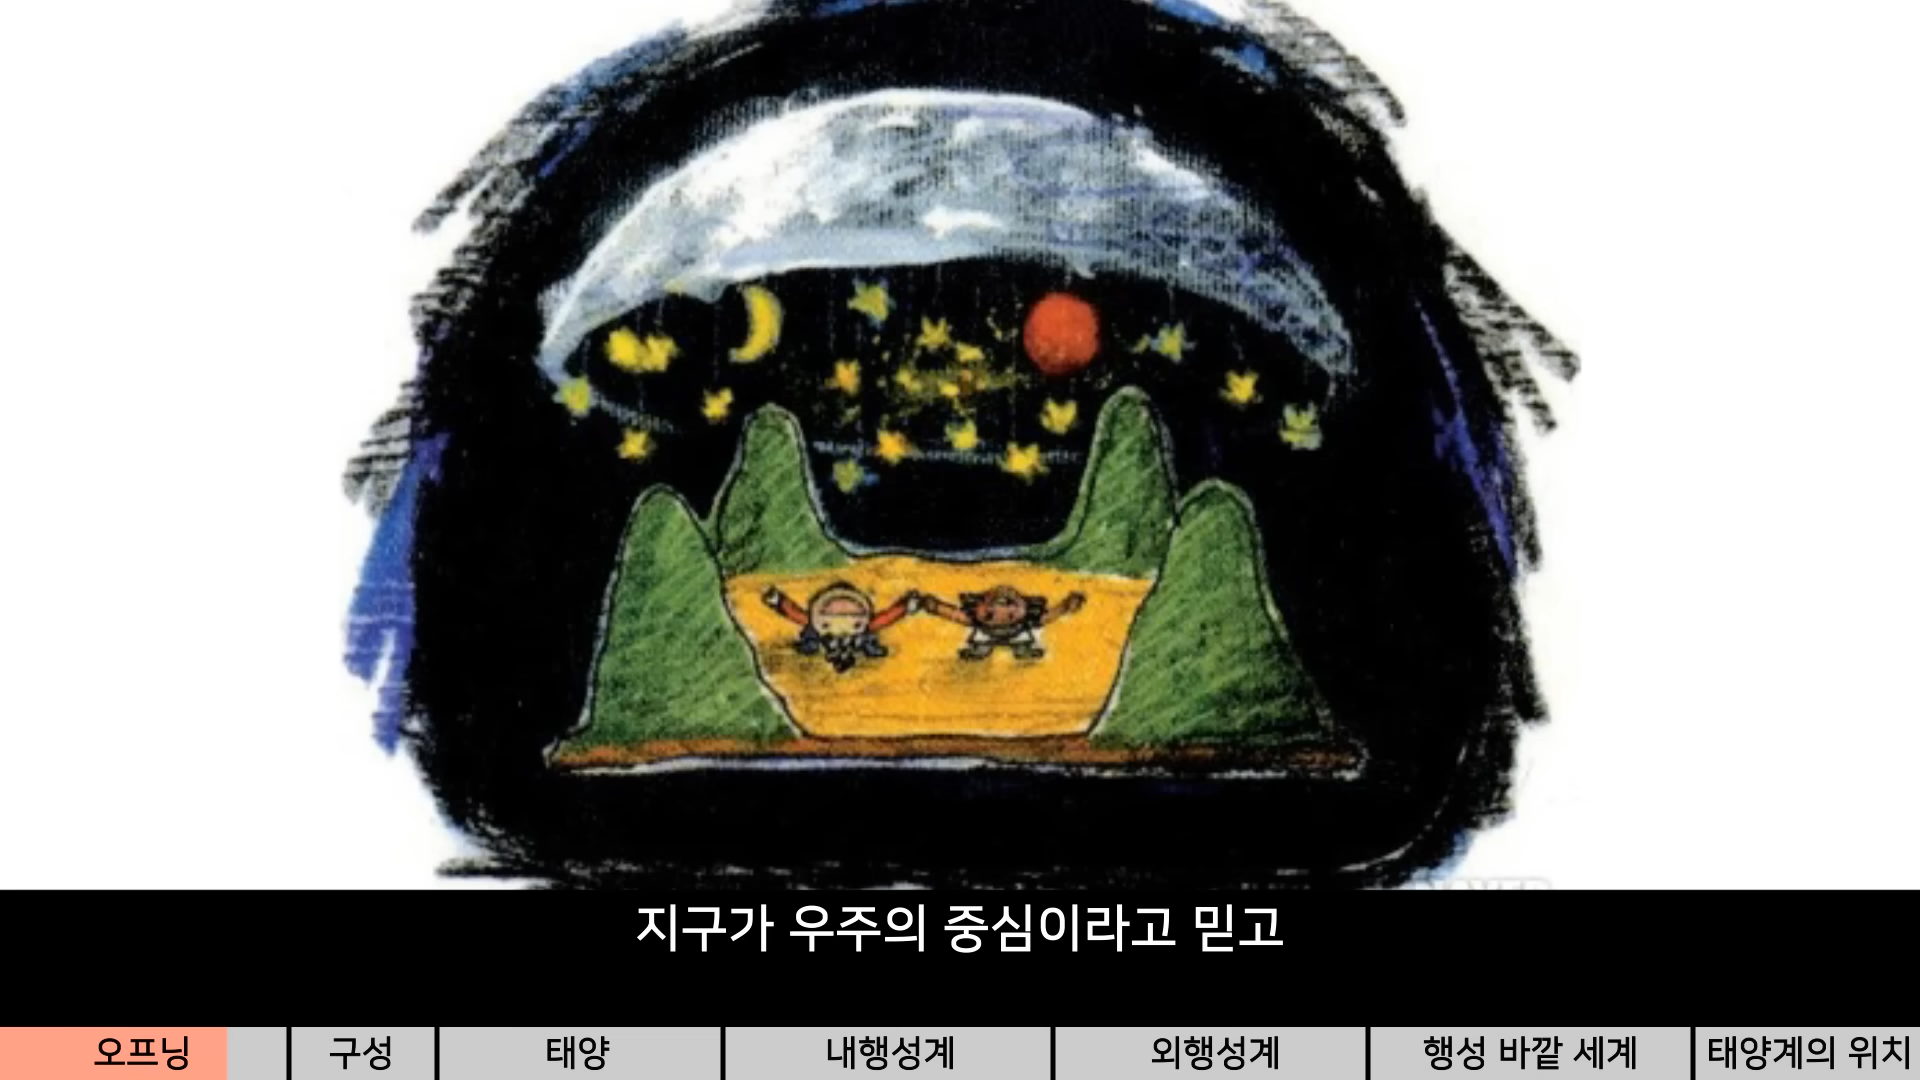 지구가 우주의 중심이라고 믿고
오프닝
구성
태양
내행성계
외행성계
행성 바깥 세계
태양계의 위치